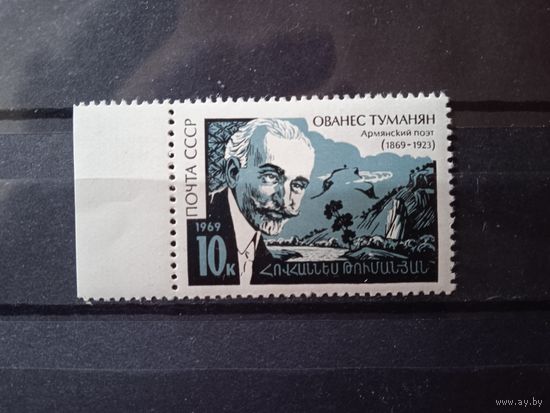 ПОЧТА СССР
ОВАНЕС ТУМАНЯН
Армянский поэт
(1869-1923)
1969
10к
ՀՈՎՀԱՆՆԵՍ ԹՈՒՄԱՆՅԱՆ
www.ay.by